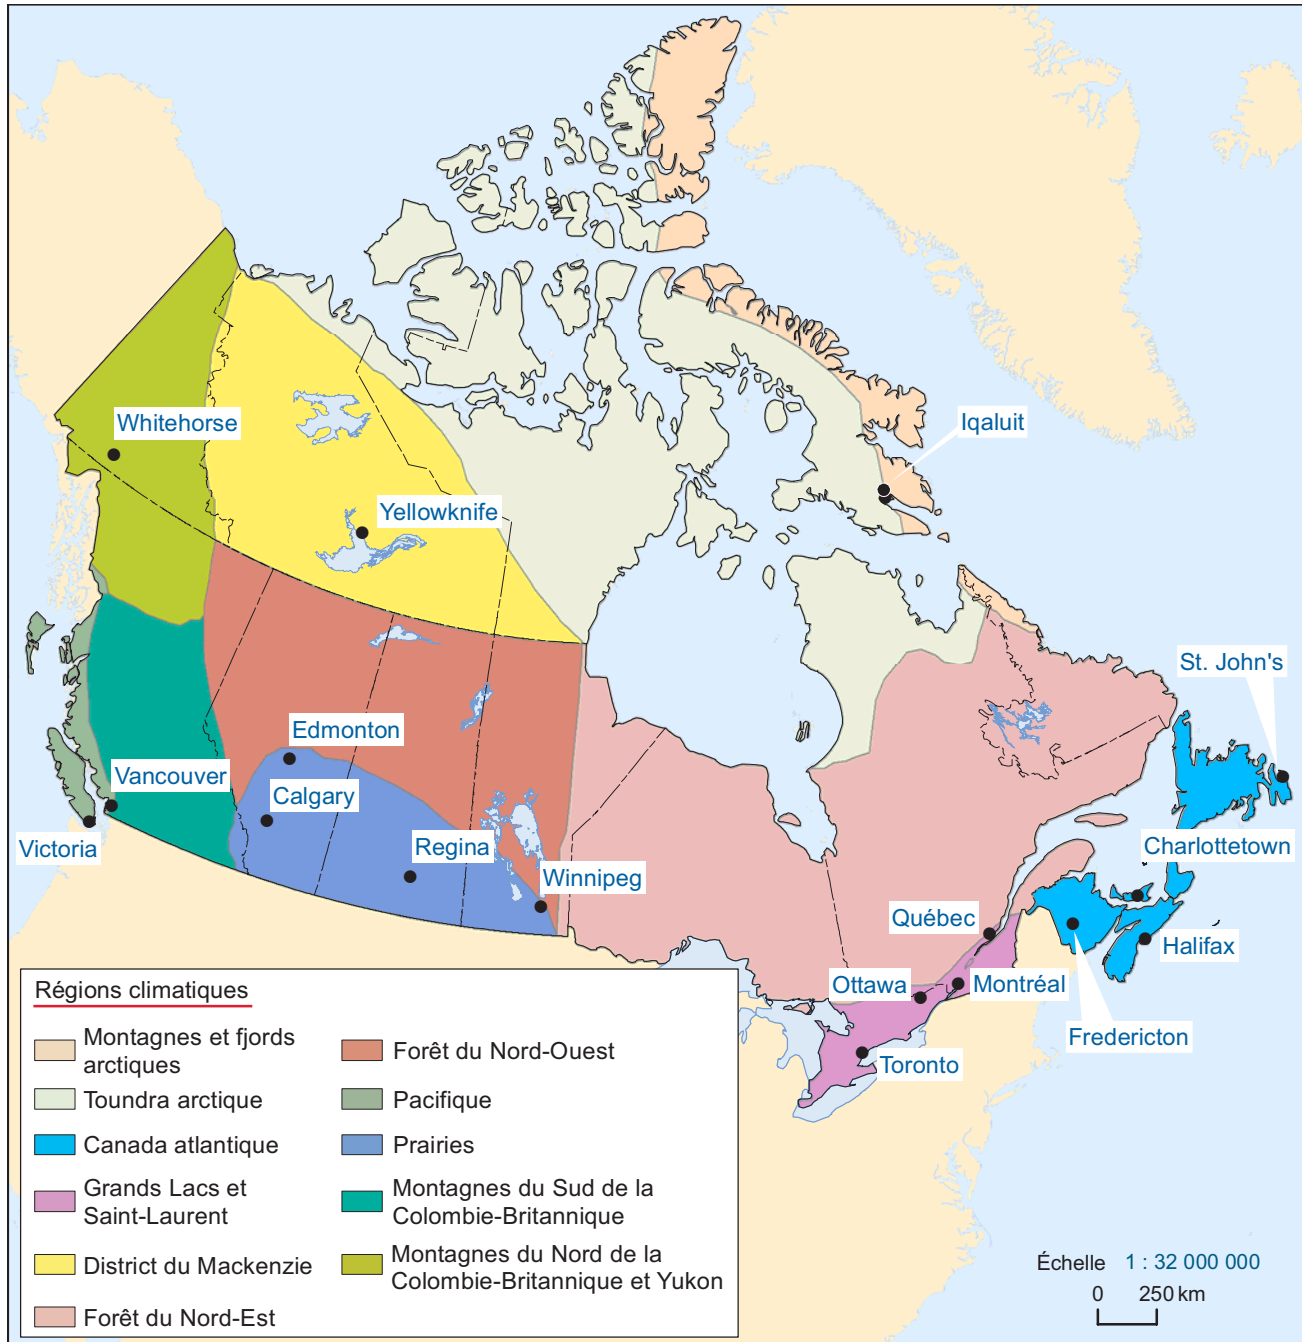 Whitehorse
Iqaluit
Yellowknife
St. John's
Edmonton
Vancouver
Calgary
Victoria
Regina
Charlottetown
Winnipeg
Québec
Halifax
Ottawa
Montréal
Fredericton
Toronto
Régions climatiques
Montagnes et fjords
arctiques
Toundra arctique
Canada atlantique
Grands Lacs et
Saint-Laurent
District du Mackenzie
Forêt du Nord-Est
Forêt du Nord-Ouest
Pacifique
Prairies
Montagnes du Sud de la
Colombie-Britannique
Montagnes du Nord de la
Colombie-Britannique et Yukon
Échelle 1 : 32 000 000
0 250 km